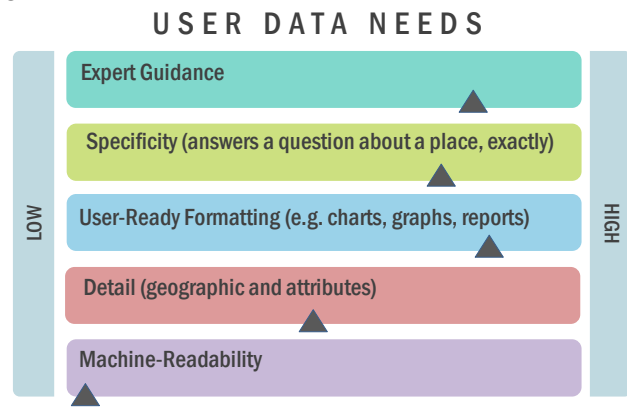 USER DATA NEEDS
Expert Guidance
Specificity (answers a question about a place, exactly)
LOW
User-Ready Formatting (e.g. charts, graphs, reports)
HIGH
Detail (geographic and attributes)
Machine-Readability